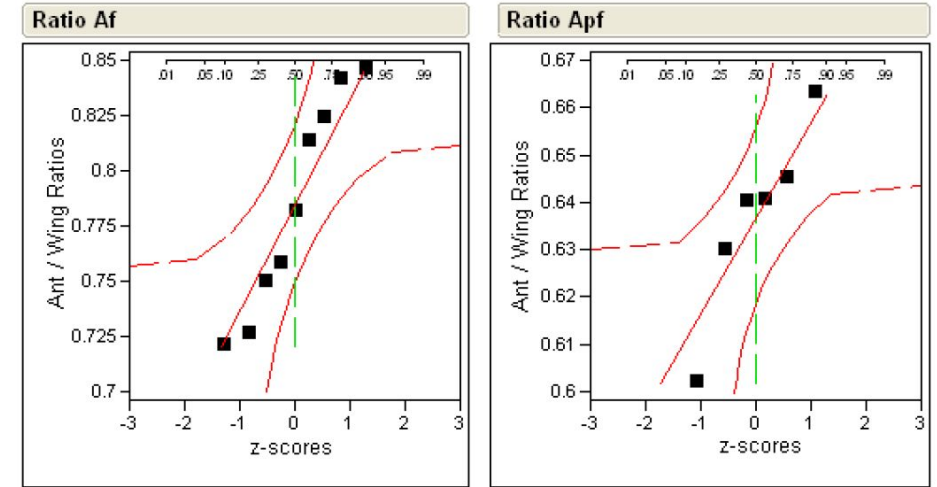 Ratio Af
Ratio Apf
0.85
0.825
0.8
0.775
0.75
0.725
0.7
Ant / Wing Ratios
.01 .05 .10 .25 .50 .75 .90 .95 .99
-3 -2 -1 0 1 2 3
z-scores
0.67
0.66
0.65
0.64
0.63
0.62
0.61
0.6
Ant / Wing Ratios
.01 .05 .10 .25 .50 .75 .90 .95 .99
-3 -2 -1 0 1 2 3
z-scores